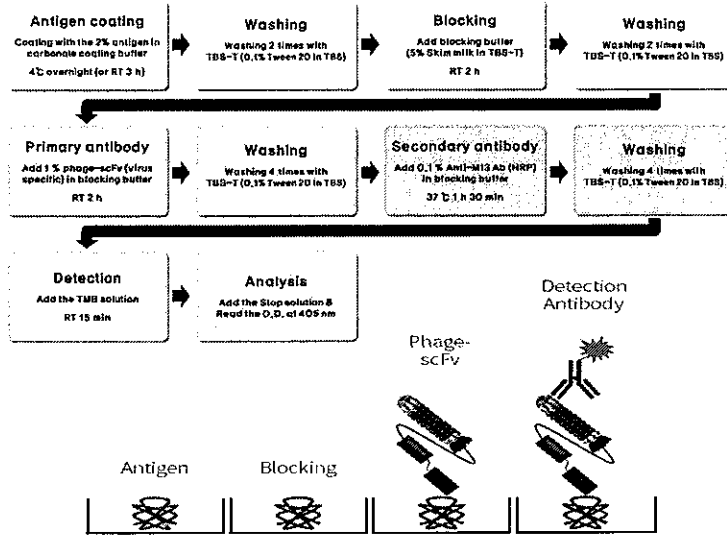 Antigen coating
Coating with the 2% antigen in
carbonate coating buffer
4℃ overnight (or RT 3 h)
Washing
Washing 2 times with
TBS-T (0,1% Tween 20 in TBS)
Blocking
Add blocking buffer
(5% Skim milk in TBS-T)
RT 2 h
Washing
Washing 2 times with
TBS-T (0,1% Tween 20 in TBS)
Primary antibody
Add 1 % phage-scFv (virus
specific) in blocking buffer
RT 2 h
Washing
Washing 4 times with
TBS-T (0,1% Tween 20 in TBS)
Secondary antibody
Add 0,1 % Anti-M13 Ab (HRP)
in blocking buffer
37 ℃ 1 h 30 min
Washing
Washing 4 times with
TBS-T (0,1% Tween 20 in TBS)
Detection
Add the TMB solution
RT 15 min
Analysis
Add the Stop solution &
Read the O,D, at 405 nm
Detection
Antibody
Phage-
scFv
Antigen
Blocking